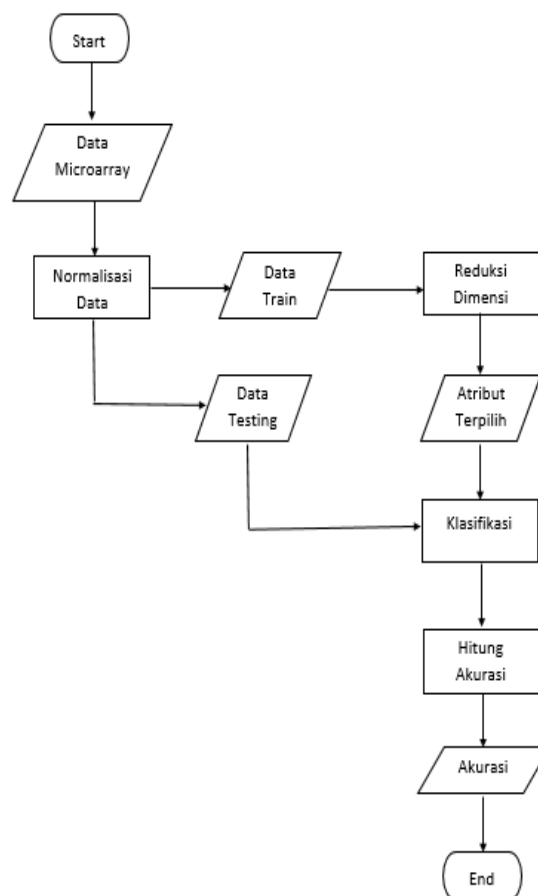 Start
Data
Microarray
Normalisasi
Data
Data
Train
Reduksi
Dimensi
Data
Testing
Atribut
Terpilih
Klasifikasi
Hitung
Akurasi
Akurasi
End